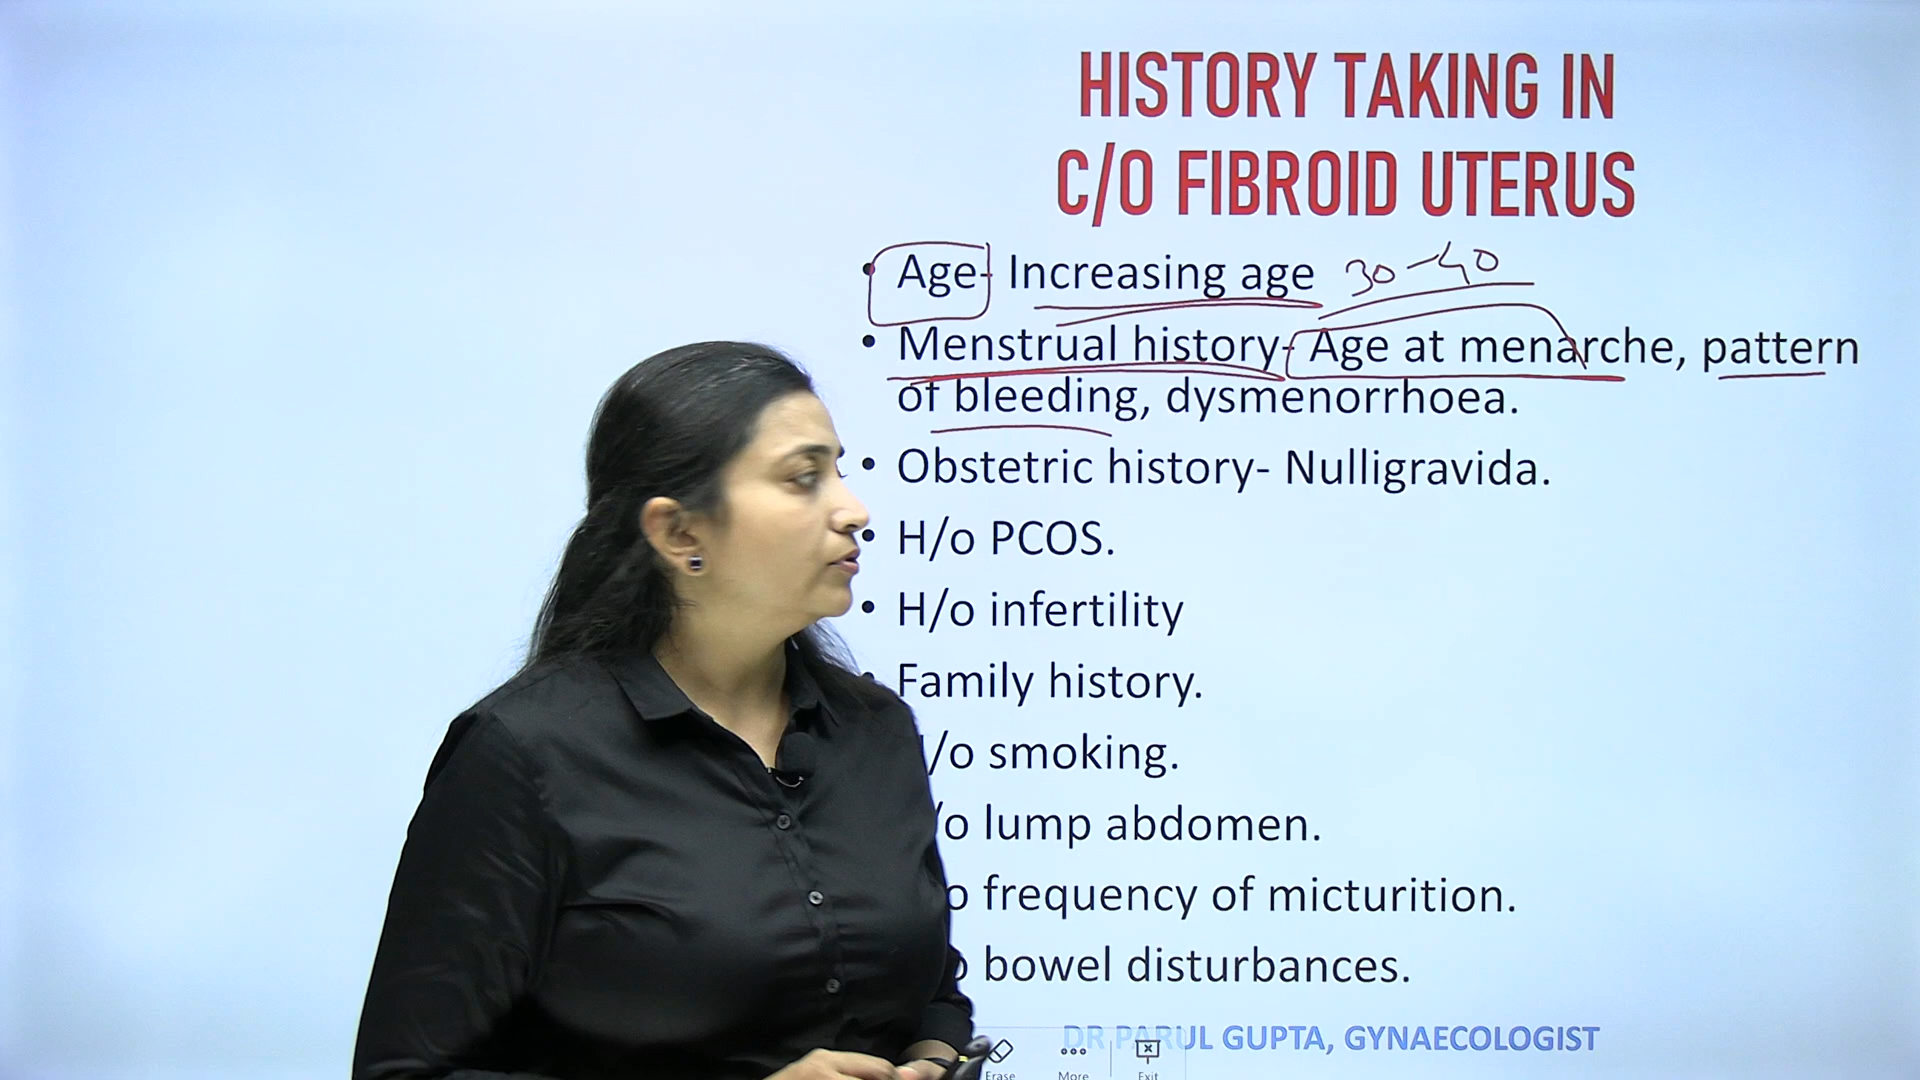 HISTORY TAKING IN
C/O FIBROID UTERUS
• Age- Increasing age 30-40
• Menstrual history- Age at menarche, pattern
of bleeding, dysmenorrhoea.
• Obstetric history- Nulligravida.
• H/o PCOS.
• H/o infertility
• Family history.
/o smoking.
/o lump abdomen.
o frequency of micturition.
bowel disturbances.
DR PARUL GUPTA, GYNAECOLOGIST
Erase More Exit